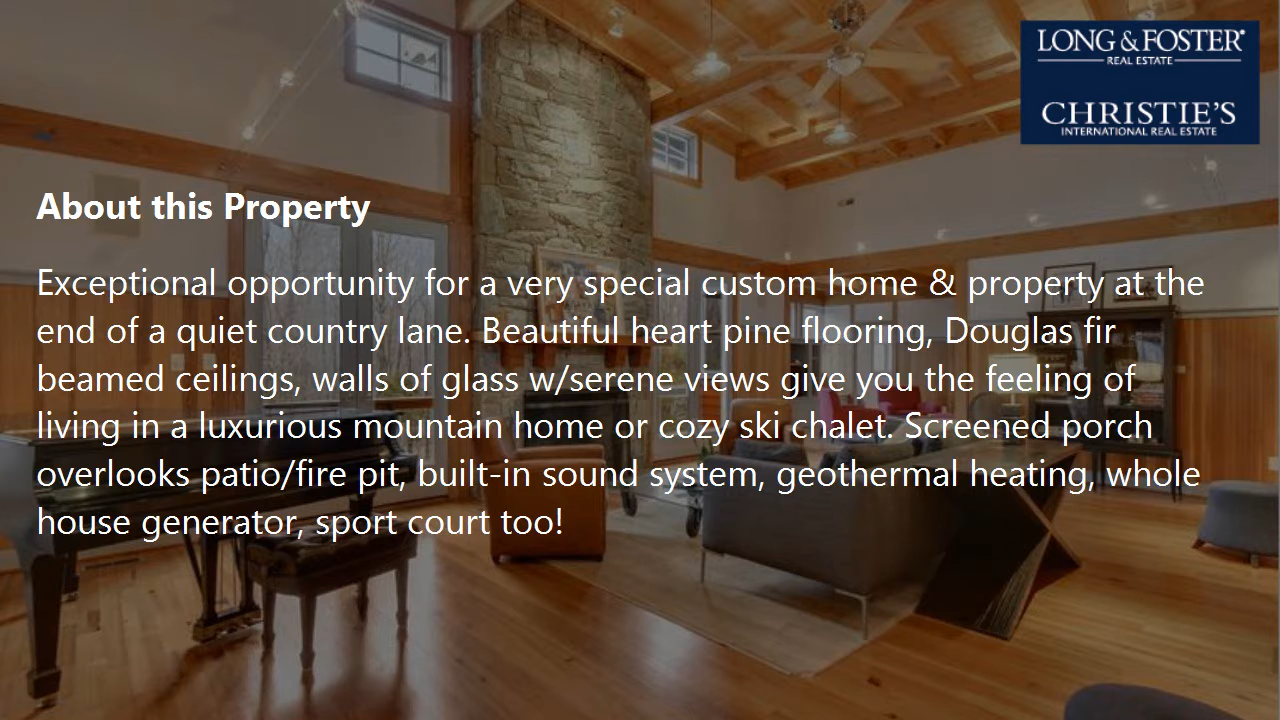 LONG & FOSTER®
REAL ESTATE
CHRISTIE'S
INTERNATIONAL REAL ESTATE
About this Property
Exceptional opportunity for a very special custom home & property at the
end of a quiet country lane. Beautiful heart pine flooring, Douglas fir
beamed ceilings, walls of glass w/serene views give you the feeling of
living in a luxurious mountain home or cozy ski chalet. Screened porch
overlooks patio/fire pit, built-in sound system, geothermal heating, whole
house generator, sport court too!